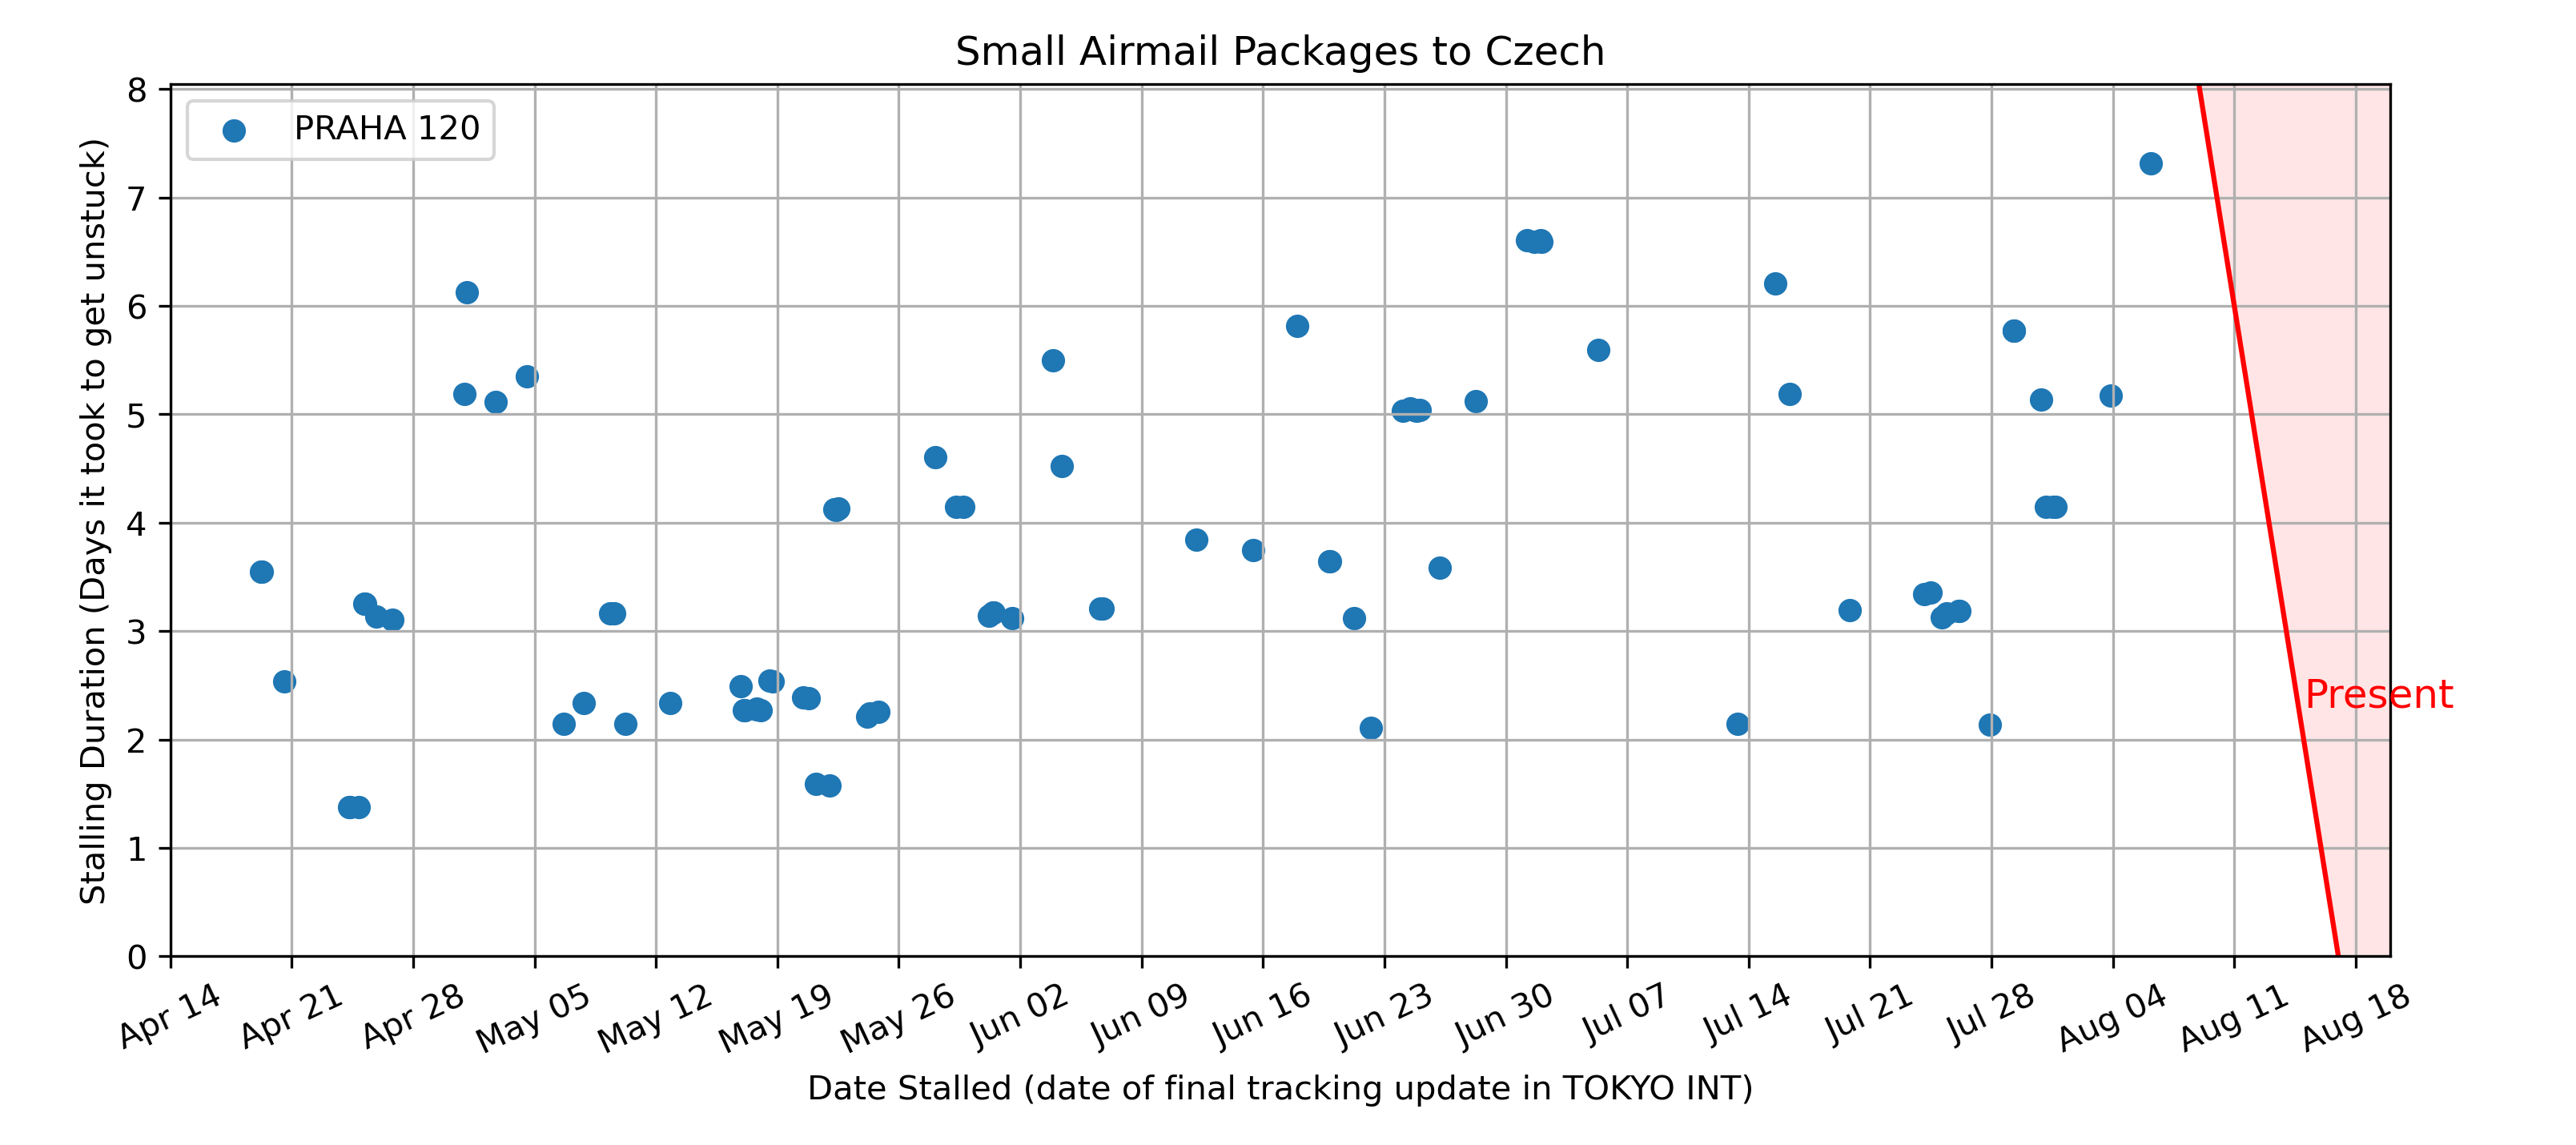 Small Airmail Packages to Czech
PRAHA 120
Stalling Duration (Days it took to get unstuck)
8
7
6
5
4
3
2
1
0
Present
Apr 14
Apr 21
Apr 28
May 05
May 12
May 19
May 26
Jun 02
Jun 09
Jun 16
Jun 23
Jun 30
Jul 07
Jul 14
Jul 21
Jul 28
Aug 04
Aug 11
Aug 18
Date Stalled (date of final tracking update in TOKYO INT)